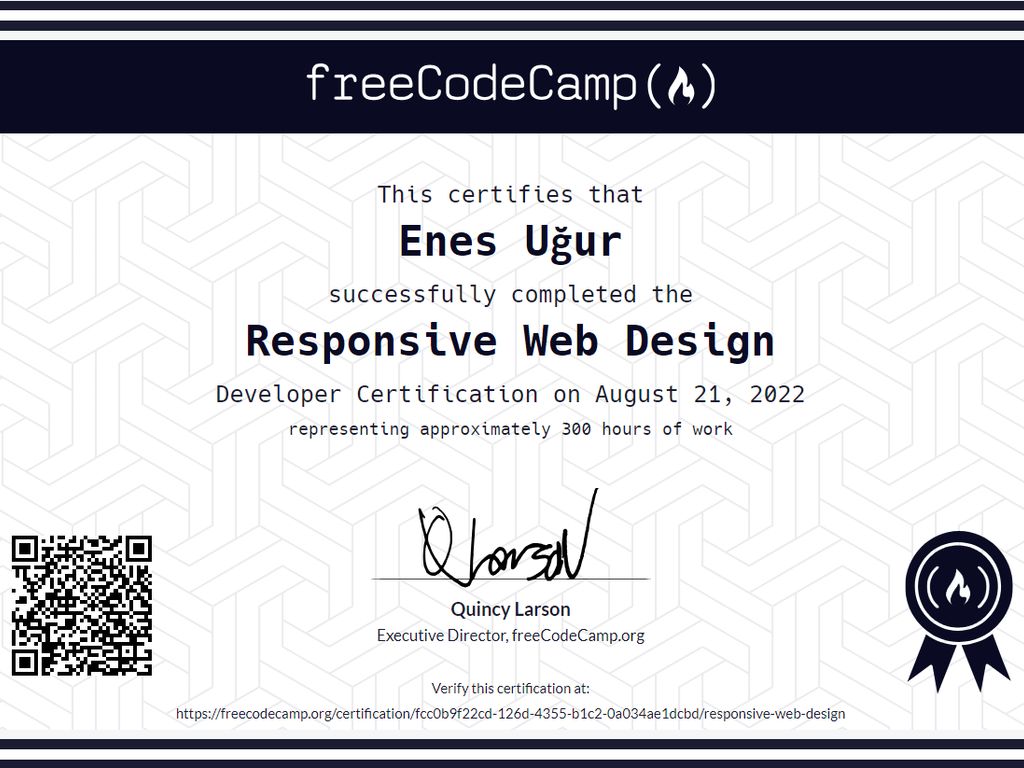 freeCodeCamp(🔥)
This certifies that
Enes Uğur
successfully completed the
Responsive Web Design
Developer Certification on August 21, 2022
representing approximately 300 hours of work
Q Larson
Quincy Larson
Executive Director, freeCodeCamp.org
Verify this certification at:
https://freecodecamp.org/certification/fcc0b9f22cd-126d-4355-b1c2-0a034ae1dcbd/responsive-web-design